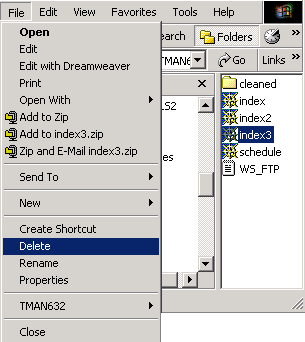 File Edit View Favorites Tools Help
Open
Edit
Edit with Dreamweaver
Print
Open With
Add to Zip
Add to index3.zip
Zip and E-Mail index3.zip
Send To
New
Create Shortcut
Delete
Rename
Properties
TMAN632
Close
earch Folders
TMAN6 Go Links »
LS2
es
cleaned
index
index2
index3
schedule
WS_FTP